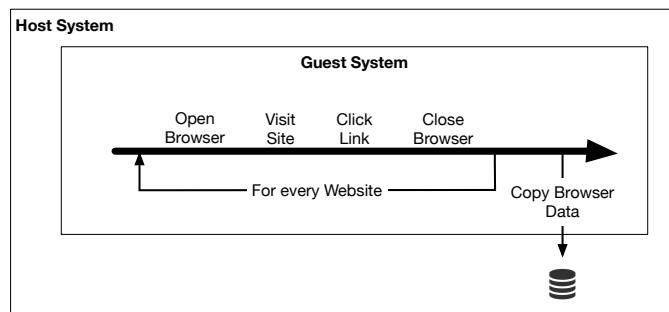 Host System
Guest System
Open Visit Click Close
Browser Site Link Browser
For every Website
Copy Browser
Data